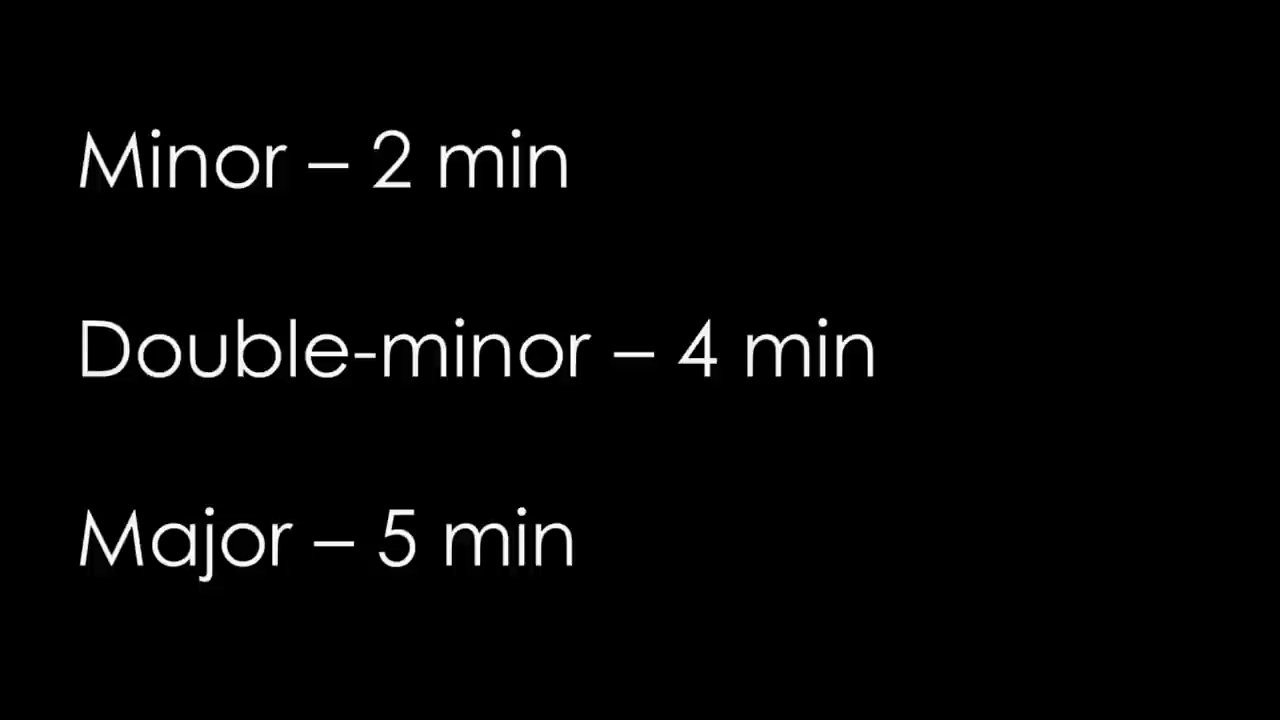 Minor – 2 min
Double-minor – 4 min
Major – 5 min